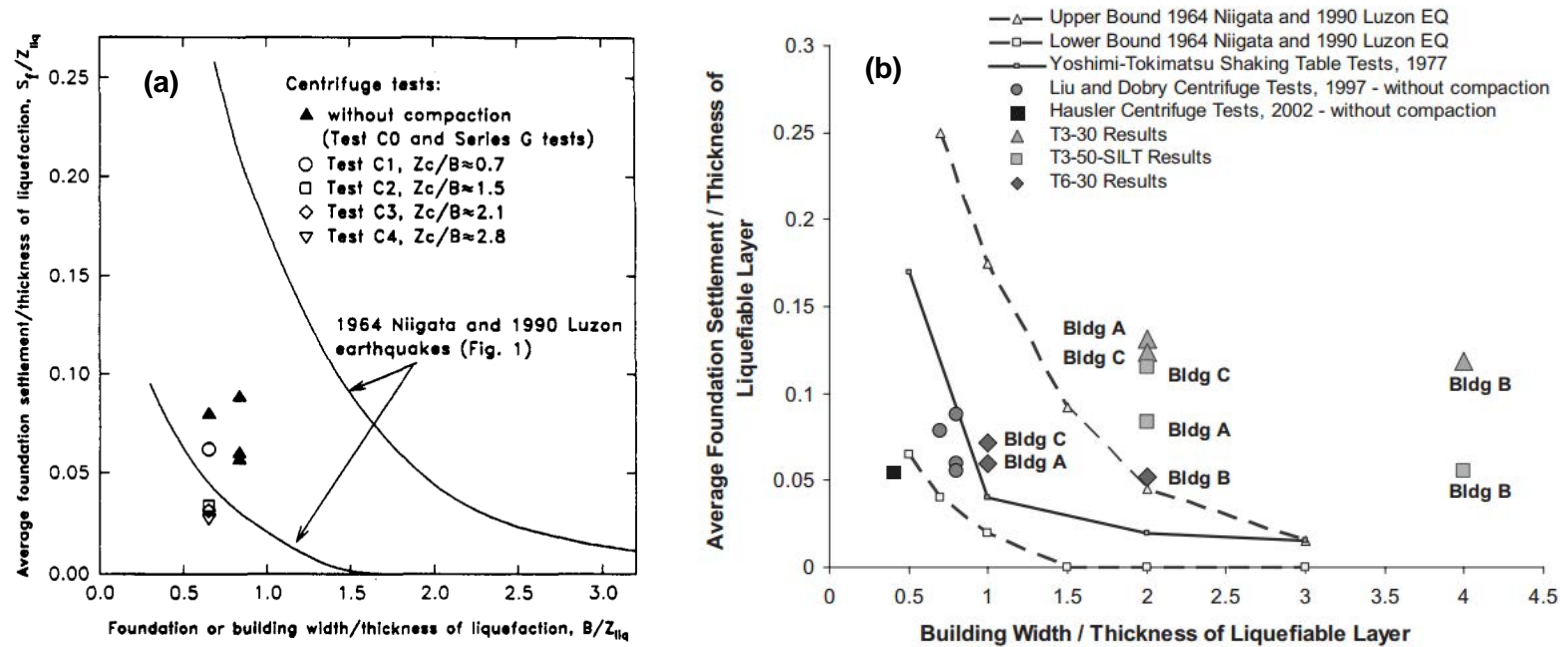 (a)
Average foundation settlement/thickness of liquefaction, Sf/Zliq
0.25
0.20
0.15
0.10
0.05
0.00
Centrifuge tests:
▲ without compaction
(Test C0 and Series G tests)
○ Test C1, Zc/B≈0.7
□ Test C2, Zc/B≈1.5
◇ Test C3, Zc/B≈2.1
▽ Test C4, Zc/B≈2.8
1964 Niigata and 1990 Luzon
earthquakes (Fig. 1)
0.0 0.5 1.0 1.5 2.0 2.5 3.0
Foundation or building width/thickness of liquefaction, B/Zliq
(b)
Upper Bound 1964 Niigata and 1990 Luzon EQ
Lower Bound 1964 Niigata and 1990 Luzon EQ
Yoshimi-Tokimatsu Shaking Table Tests, 1977
Liu and Dobry Centrifuge Tests, 1997 - without compaction
Hausler Centrifuge Tests, 2002 - without compaction
T3-30 Results
T3-50-SILT Results
T6-30 Results
Average Foundation Settlement / Thickness of
Liquefiable Layer
0.3
0.25
0.2
0.15
0.1
0.05
0
Bldg A
Bldg C
Bldg C
Bldg B
Bldg A
Bldg C
Bldg A
Bldg B
Bldg B
0 0.5 1 1.5 2 2.5 3 3.5 4 4.5
Building Width / Thickness of Liquefiable Layer